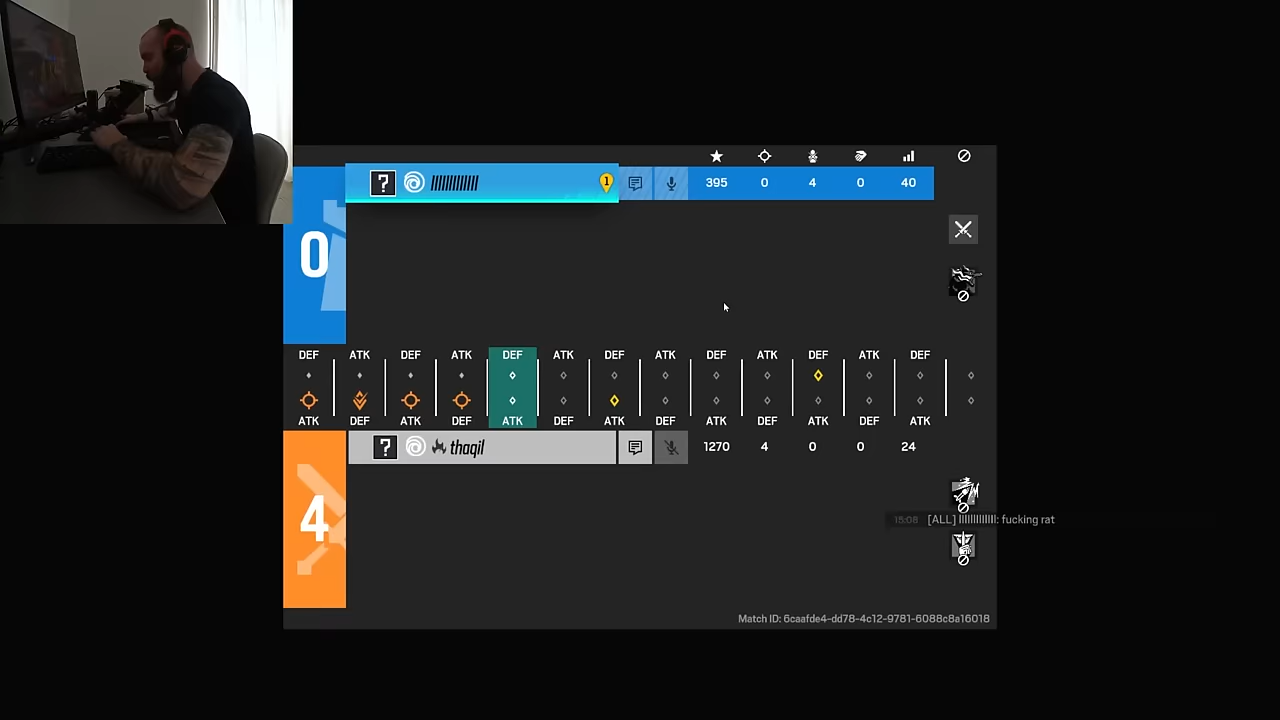 ? ||||||||||||| 1 395 0 4 0 40
0
DEF ATK DEF ATK DEF ATK DEF ATK DEF ATK DEF ATK DEF
ATK DEF ATK DEF ATK DEF ATK DEF ATK DEF ATK DEF ATK
? thaqil 1270 4 0 0 24
4
15:08 [ALL] |||||||||||||: fucking rat
Match ID: 6caafde4-dd78-4c12-9781-6088c8a16018